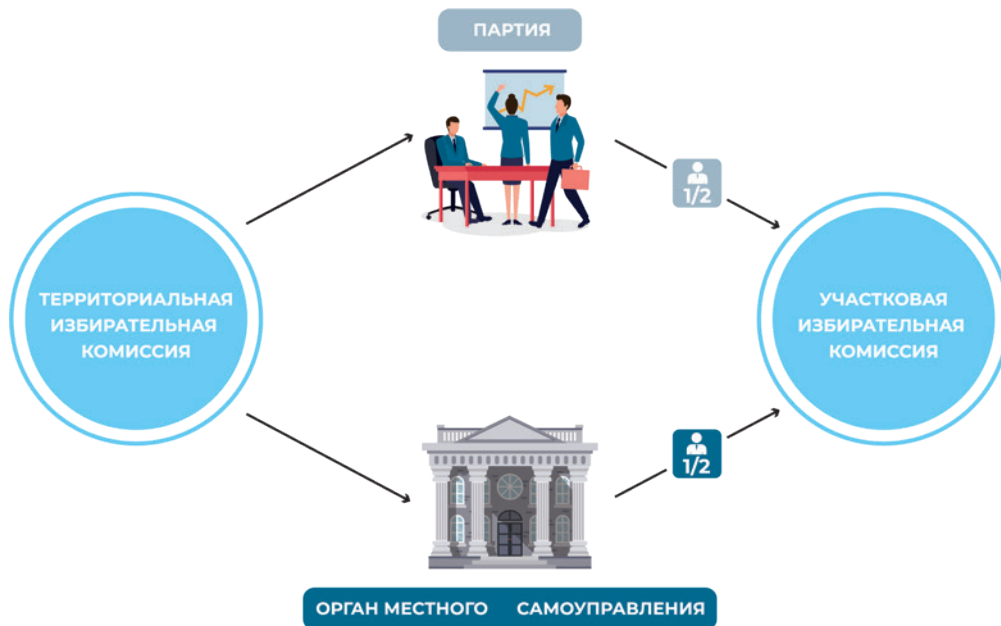 ПАРТИЯ
1/2
ТЕРРИТОРИАЛЬНАЯ
ИЗБИРАТЕЛЬНАЯ
КОМИССИЯ
УЧАСТКОВАЯ
ИЗБИРАТЕЛЬНАЯ
КОМИССИЯ
1/2
ОРГАН МЕСТНОГО САМОУПРАВЛЕНИЯ